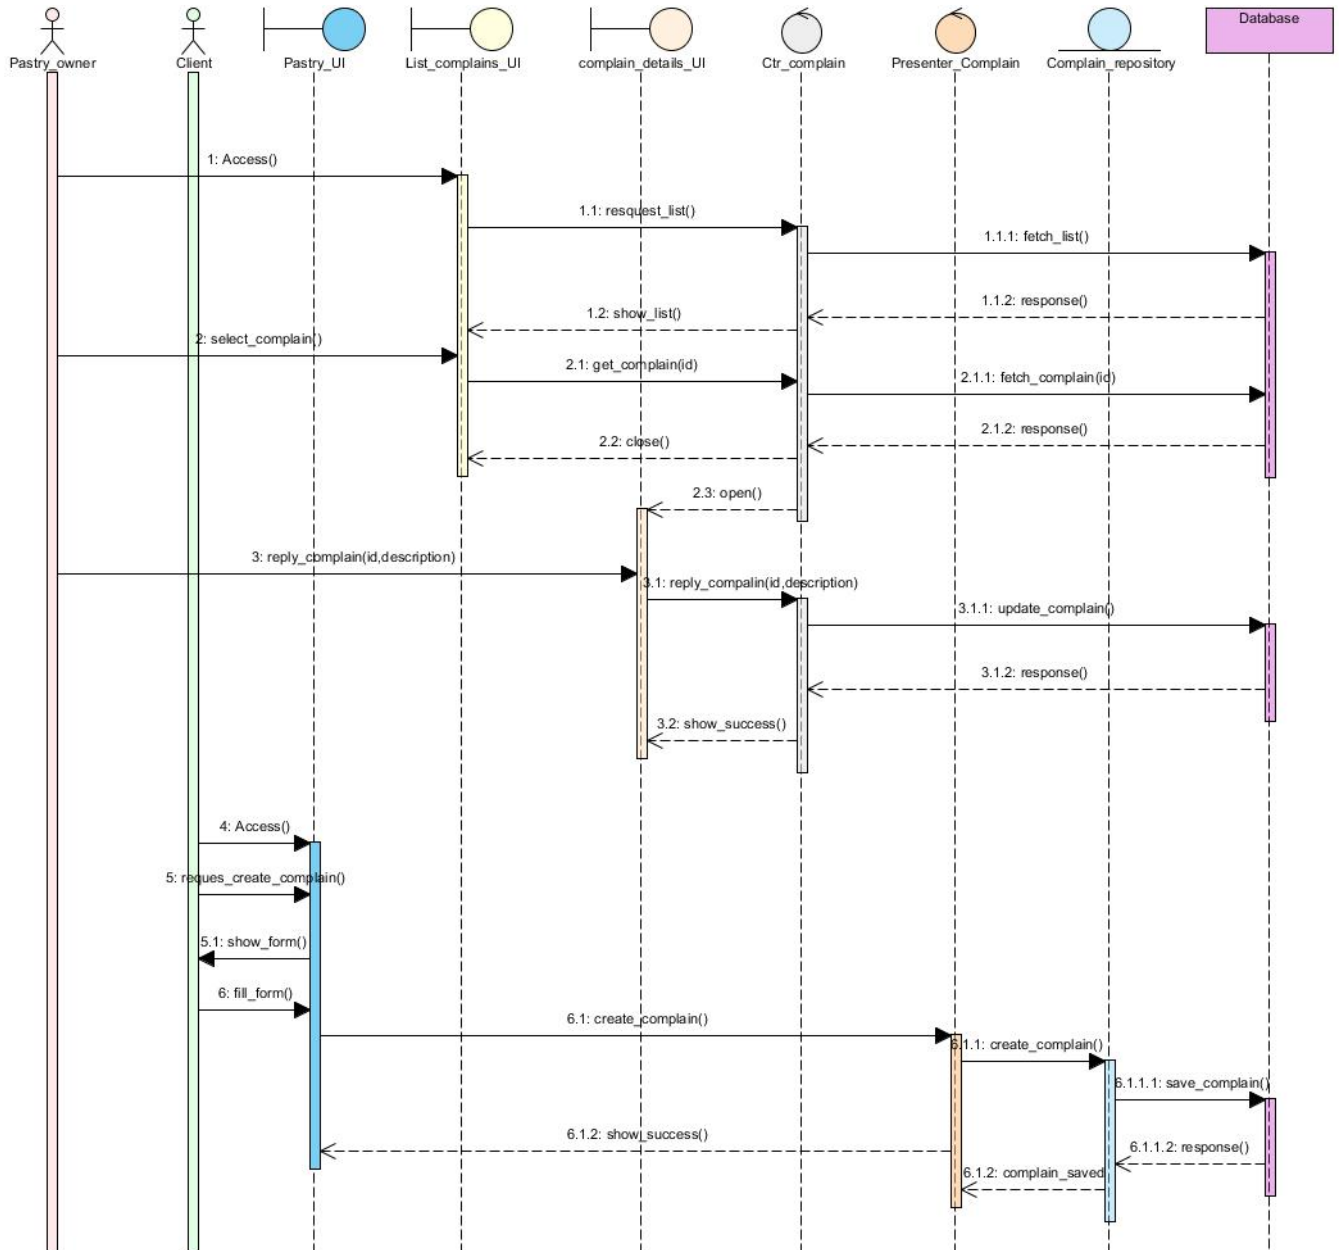 Pastry_owner
Client
Pastry_UI
List_complains_UI
complain_details_UI
Ctr_complain
Presenter_Complain
Complain_repository
Database
1: Access()
1.1: resquest_list()
1.1.1: fetch_list()
1.1.2: response()
1.2: show_list()
2: select_complain()
2.1: get_complain(id)
2.1.1: fetch_complain(id)
2.1.2: response()
2.2: close()
2.3: open()
3: reply_complain(id,description)
3.1: reply_compalin(id,description)
3.1.1: update_complain()
3.1.2: response()
3.2: show_success()
4: Access()
5: reques_create_complain()
5.1: show_form()
6: fill_form()
6.1: create_complain()
6.1.1: create_complain()
6.1.1.1: save_complain()
6.1.2: show_success()
6.1.1.2: response()
6.1.2: complain_saved